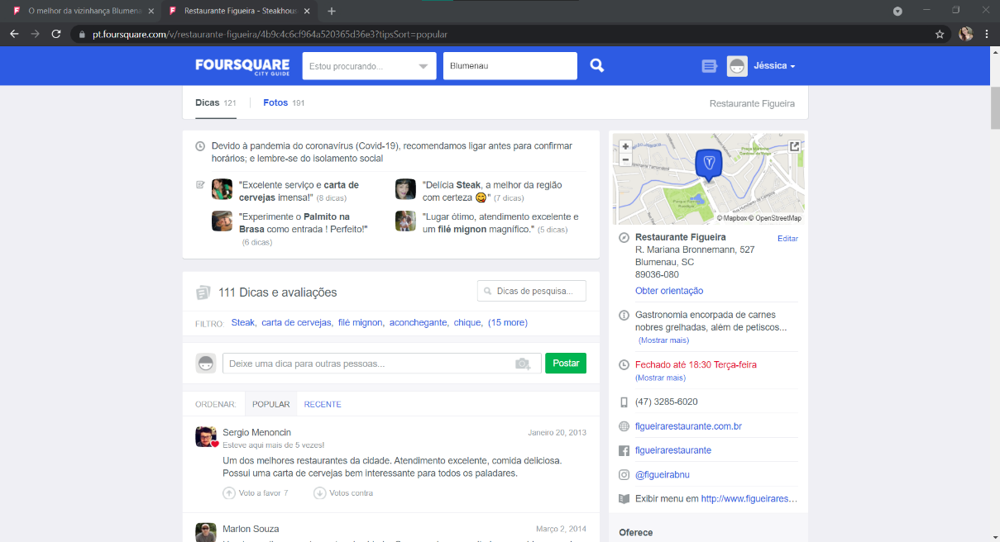 O melhor da vizinhança Blumena
Restaurante Figueira - Steakhous
pt.foursquare.com/v/restaurante-figueira/4b9c4c6cf964a520365d36e3?tipsSort=popular
FOURSQUARE
CITY GUIDE
Estou procurando...
Blumenau
Jéssica
Dicas 121
Fotos 191
Restaurante Figueira
Devido à pandemia do coronavírus (Covid-19), recomendamos ligar antes para confirmar
horários; e lembre-se do isolamento social
"Excelente serviço e carta de
cervejas imensa!" (8 dicas)
"Delícia Steak, a melhor da região
com certeza 😋" (7 dicas)
"Experimente o Palmito na
Brasa como entrada ! Perfeito!"
(6 dicas)
"Lugar ótimo, atendimento excelente e
um filé mignon magnífico." (5 dicas)
111 Dicas e avaliações
Dicas de pesquisa...
FILTRO: Steak, carta de cervejas, filé mignon, aconchegante, chique, (15 more)
Deixe uma dica para outras pessoas...
Postar
ORDENAR: POPULAR RECENTE
Sergio Menoncin
Janeiro 20, 2013
Esteve aqui mais de 5 vezes!
Um dos melhores restaurantes da cidade. Atendimento excelente, comida deliciosa.
Possui uma carta de cervejas bem interessante para todos os paladares.
Voto a favor 7
Votos contra
Marlon Souza
Março 2, 2014
© Mapbox © OpenStreetMap
Restaurante Figueira
Editar
R. Mariana Bronnemann, 527
Blumenau, SC
89036-080
Obter orientação
Gastronomia encorpada de carnes
nobres grelhadas, além de petiscos...
(Mostrar mais)
Fechado até 18:30 Terça-feira
(Mostrar mais)
(47) 3285-6020
figueirarestaurante.com.br
figueirarestaurante
@figueirabnu
Exibir menu em http://www.figueirares...
Oferece